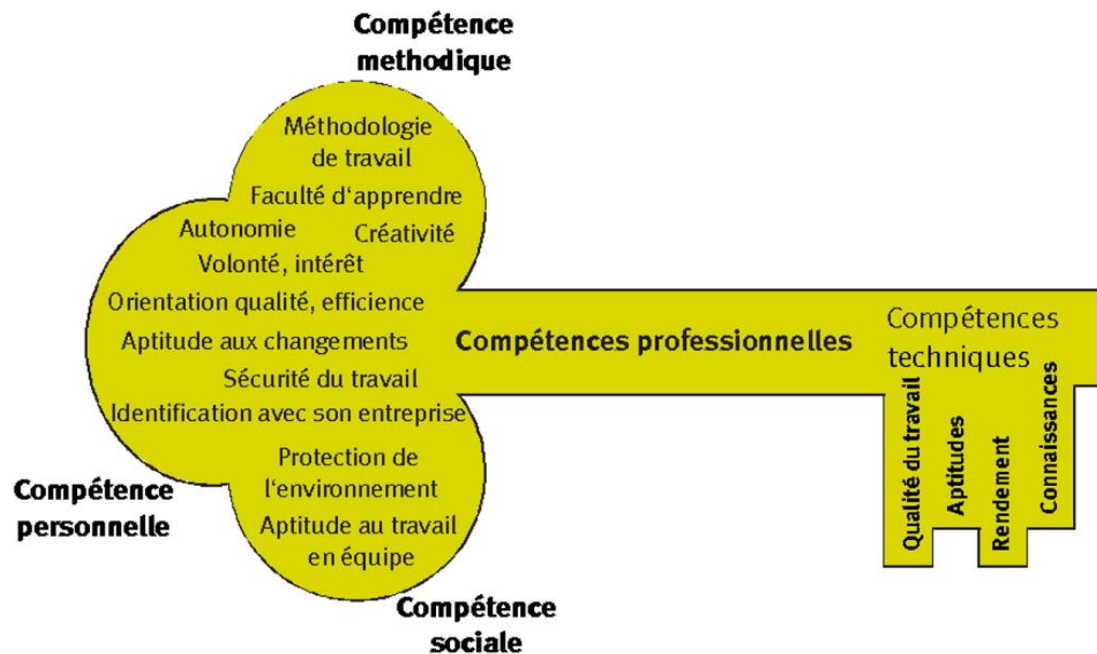 Compétence
methodique
Méthodologie
de travail
Faculté d‘apprendre
Autonomie
Créativité
Volonté, intérêt
Orientation qualité, efficience
Aptitude aux changements
Sécurité du travail
Identification avec son entreprise
Protection de
l‘environnement
Aptitude au travail
en équipe
Compétence
personnelle
Compétence
sociale
Compétences professionnelles
Compétences
techniques
Qualité du travail
Aptitudes
Rendement
Connaissances